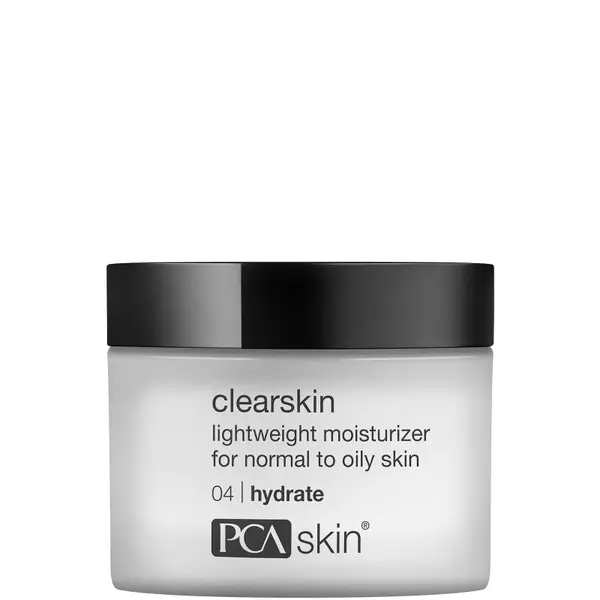 clearskin
lightweight moisturizer
for normal to oily skin
04 | hydrate
PCA skin®